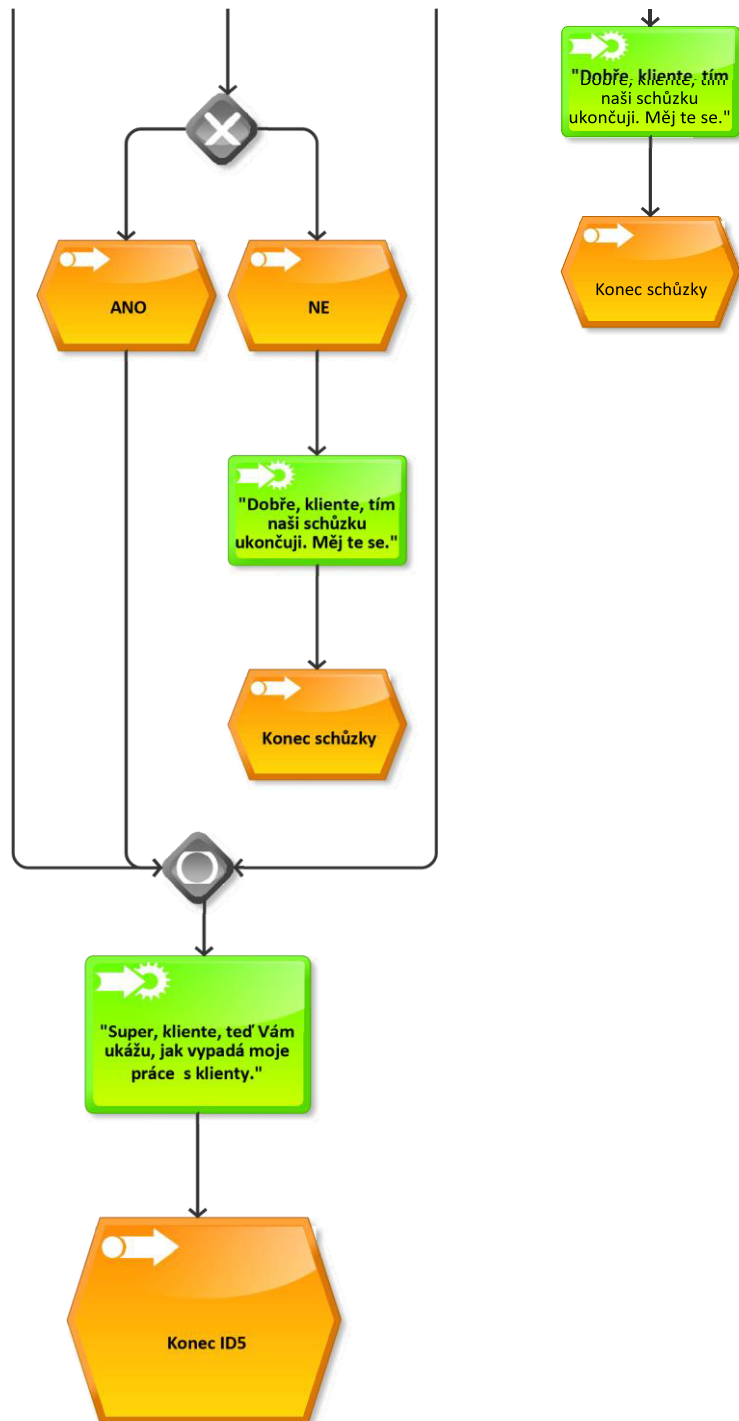 "Dobře, kliente, tím
naši schůzku
ukončuji. Měj te se."
Konec schůzky
ANO
NE
"Dobře, kliente, tím
naši schůzku
ukončuji. Měj te se."
Konec schůzky
"Super, kliente, teď Vám
ukážu, jak vypadá moje
práce s klienty."
Konec ID5